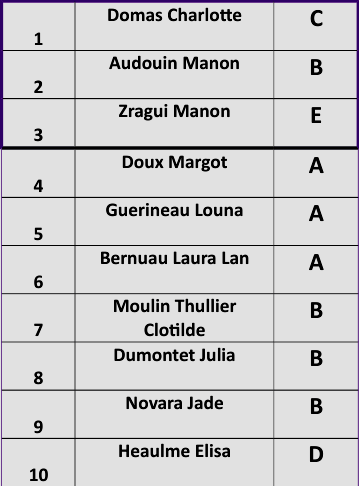 1 Domas Charlotte C
2 Audouin Manon B
3 Zragui Manon E
4 Doux Margot A
5 Guerineau Louna A
6 Bernuau Laura Lan A
7 Moulin Thullier B
Clotilde
8 Dumontet Julia B
9 Novara Jade B
10 Heaulme Elisa D